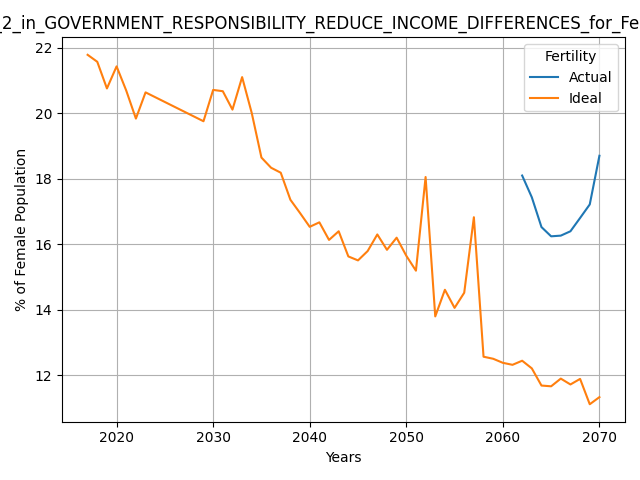 _2_in_GOVERNMENT_RESPONSIBILITY_REDUCE_INCOME_DIFFERENCES_for_Fe
Fertility
Actual
Ideal
% of Female Population
22
20
18
16
14
12
2020
2030
2040
2050
2060
2070
Years